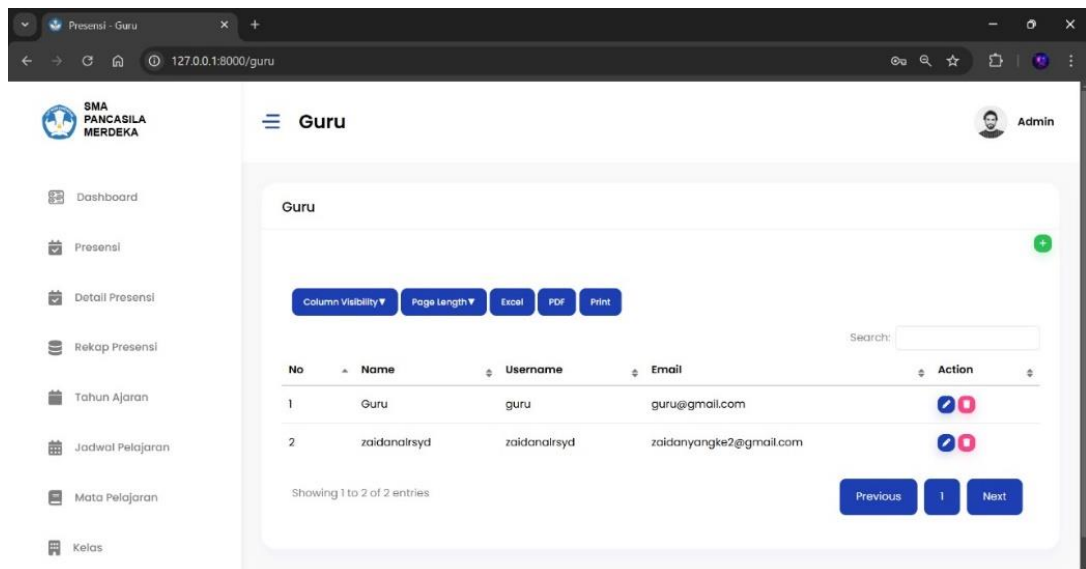 Presensi - Guru
127.0.0.1:8000/guru
SMA
PANCASILA
MERDEKA
Guru
Admin
Dashboard
Presensi
Detail Presensi
Rekap Presensi
Tahun Ajaran
Jadwal Pelajaran
Mata Pelajaran
Kelas
Guru
Column Visibility▼ Page Length▼ Excel PDF Print
Search:
No Name Username Email Action
1 Guru guru guru@gmail.com
2 zaidanalrsyd zaidanalrsyd zaidanyangke2@gmail.com
Showing 1 to 2 of 2 entries
Previous 1 Next